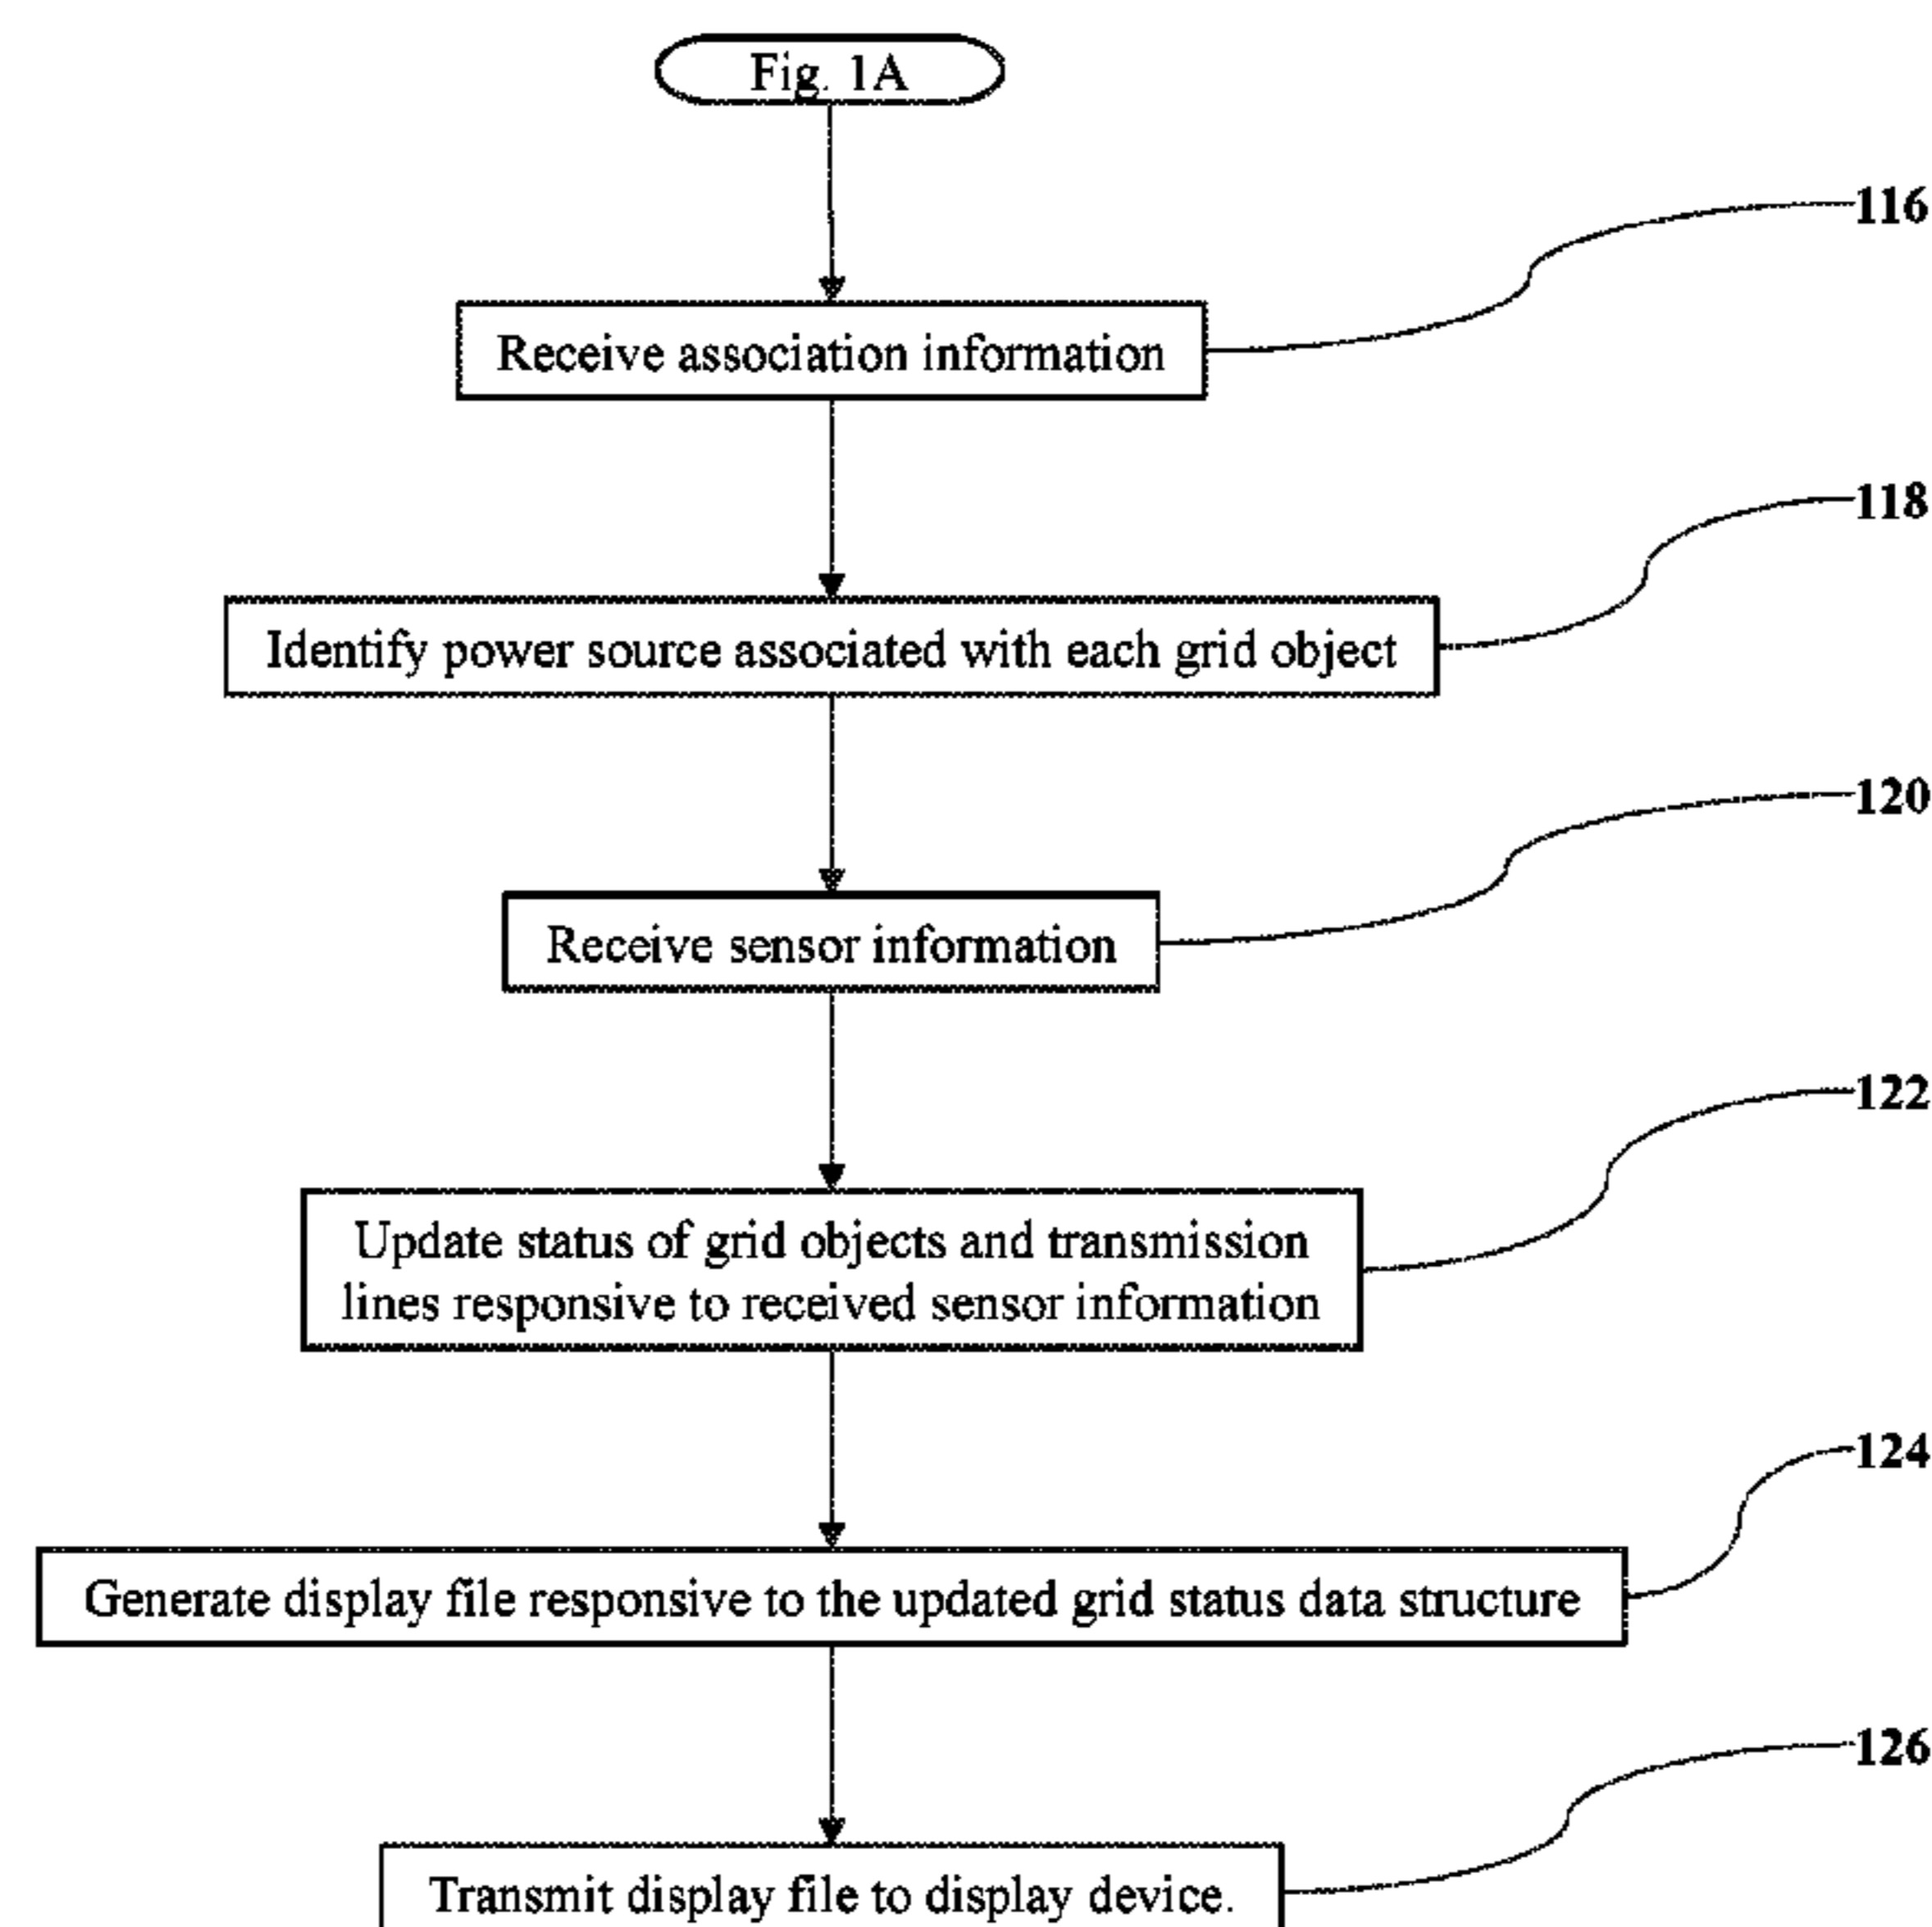 Fig. 1A
116
Receive association information
118
Identify power source associated with each grid object
120
Receive sensor information
122
Update status of grid objects and transmission
lines responsive to received sensor information
124
Generate display file responsive to the updated grid status data structure
126
Transmit display file to display device.